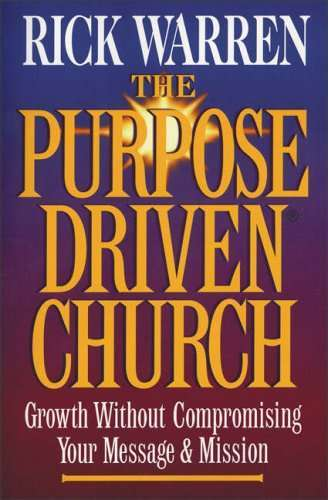 RICK WARREN
THE
PURPOSE
DRIVEN®
CHURCH
Growth Without Compromising
Your Message & Mission